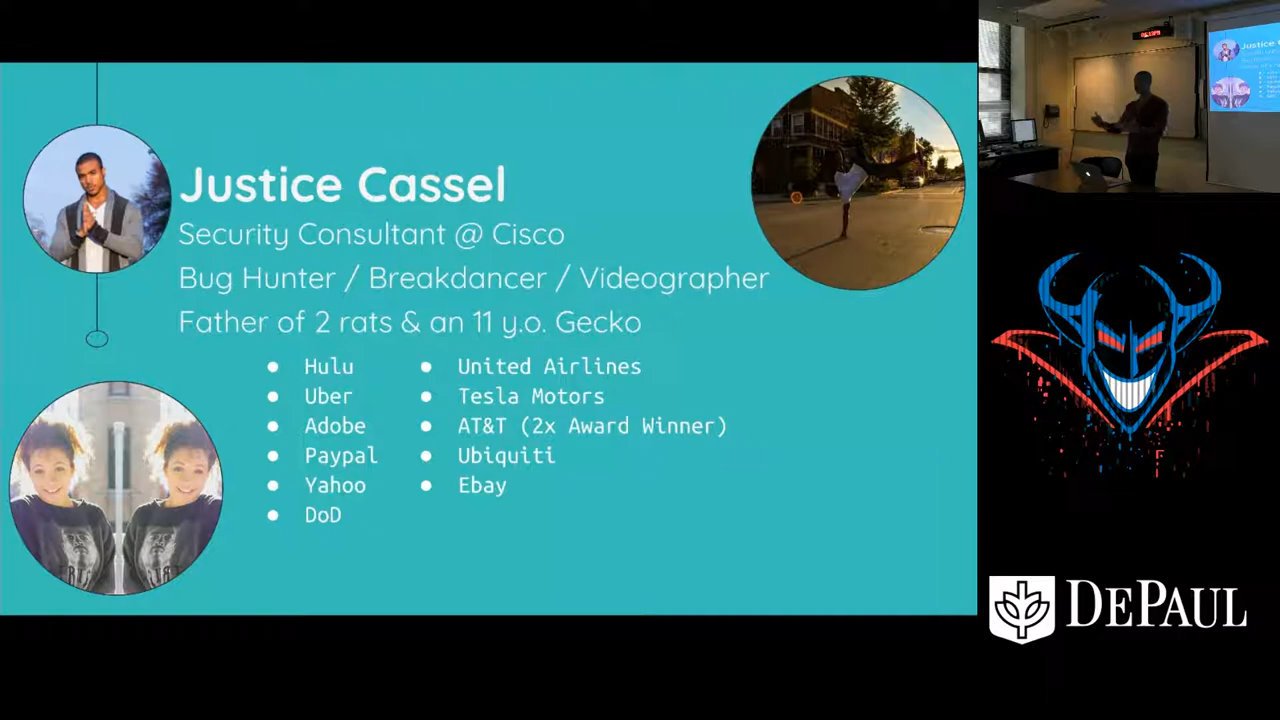 Justice Cassel
Security Consultant @ Cisco
Bug Hunter / Breakdancer / Videographer
Father of 2 rats & an 11 y.o. Gecko
● Hulu
● Uber
● Adobe
● Paypal
● Yahoo
● DoD
● United Airlines
● Tesla Motors
● AT&T (2x Award Winner)
● Ubiquiti
● Ebay
Justice
DEPAUL